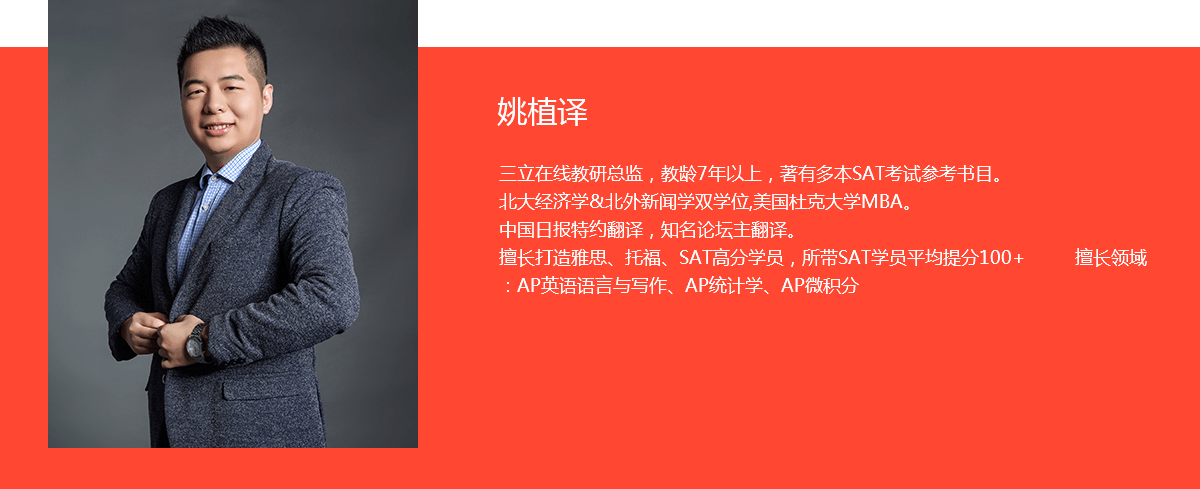 姚植译
三立在线教研总监，教龄7年以上，著有多本SAT考试参考书目。
北大经济学&北外新闻学双学位,美国杜克大学MBA。
中国日报特约翻译，知名论坛主翻译。
擅长打造雅思、托福、SAT高分学员，所带SAT学员平均提分100+ 擅长领域
：AP英语语言与写作、AP统计学、AP微积分